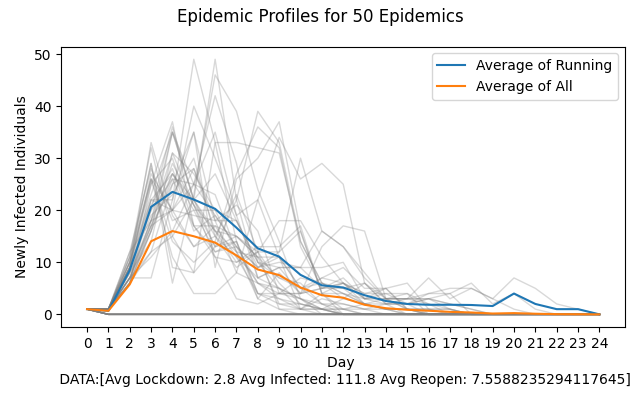 Epidemic Profiles for 50 Epidemics
50
40
30
20
10
0
Newly Infected Individuals
Average of Running
Average of All
0 1 2 3 4 5 6 7 8 9 10 11 12 13 14 15 16 17 18 19 20 21 22 23 24
Day
DATA:[Avg Lockdown: 2.8 Avg Infected: 111.8 Avg Reopen: 7.5588235294117645]